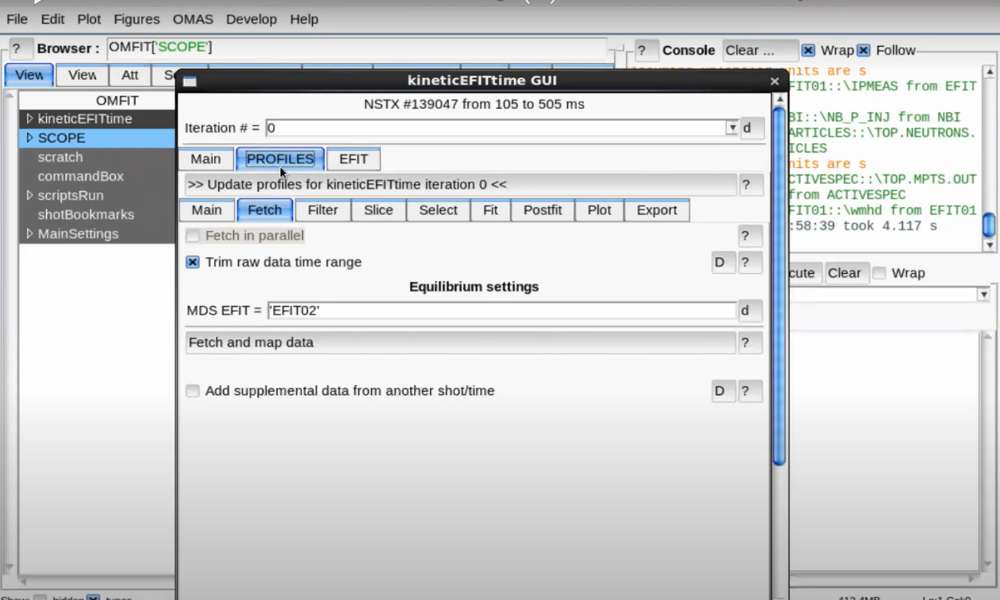 File Edit Plot Figures OMAS Develop Help
? Browser : OMFIT['SCOPE']
? Console Clear ... Wrap Follow
View View Att
kineticEFITtime GUI
OMFIT
kineticEFITtime
SCOPE
scratch
commandBox
scriptsRun
shotBookmarks
MainSettings
NSTX #139047 from 105 to 505 ms
Iteration # = 0 d
Main PROFILES EFIT
>> Update profiles for kineticEFITtime iteration 0 << ?
Main Fetch Filter Slice Select Fit Postfit Plot Export
Fetch in parallel ?
Trim raw data time range D ?
Equilibrium settings
MDS EFIT = 'EFIT02' d
Fetch and map data ?
Add supplemental data from another shot/time D ?
nits are s
FIT01::\IPMEAS from EFIT
BI::\NB_P_INJ from NBI
ARTICLES::\TOP.NEUTRONS.
ICLES
nits are s
CTIVESPEC::\TOP.MPTS.OUT
from ACTIVESPEC
FIT01::\wmhd from EFIT01
:58:39 took 4.117 s
cute Clear Wrap